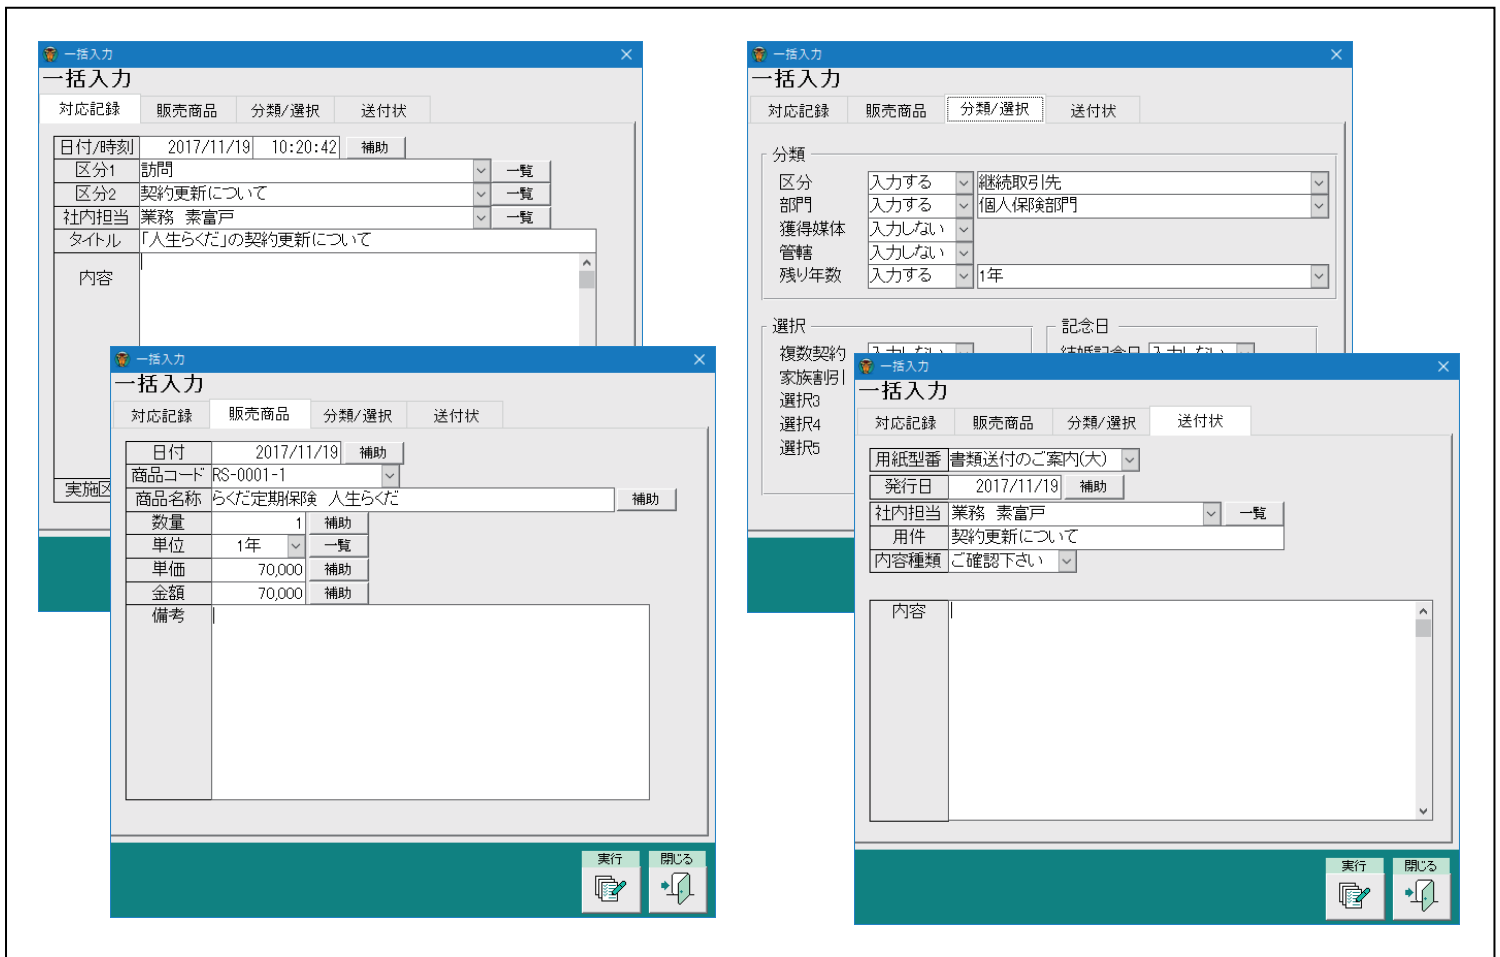 一括入力
一括入力
対応記録 販売商品 分類/選択 送付状
日付/時刻 2017/11/19 10:20:42 補助
区分1 訪問 一覧
区分2 契約更新について 一覧
社内担当 業務 素富戸 一覧
タイトル 「人生らくだ」の契約更新について
内容
実施区
一括入力
一括入力
対応記録 販売商品 分類/選択 送付状
日付 2017/11/19 補助
商品コード RS-0001-1
商品名称 らくだ定期保険 人生らくだ 補助
数量 1 補助
単位 1年 一覧
単価 70,000 補助
金額 70,000 補助
備考
実行 閉じる
一括入力
一括入力
対応記録 販売商品 分類/選択 送付状
分類
区分 入力する 継続取引先
部門 入力する 個人保険部門
獲得媒体 入力しない
管轄 入力しない
残り年数 入力する 1年
選択 記念日
複数契約 入力しない 結婚記念日 入力しない
家族割引
選択3
選択4
選択5
一括入力
一括入力
対応記録 販売商品 分類/選択 送付状
用紙型番 書類送付のご案内(大)
発行日 2017/11/19 補助
社内担当 業務 素富戸 一覧
用件 契約更新について
内容種類 ご確認下さい
内容
実行 閉じる